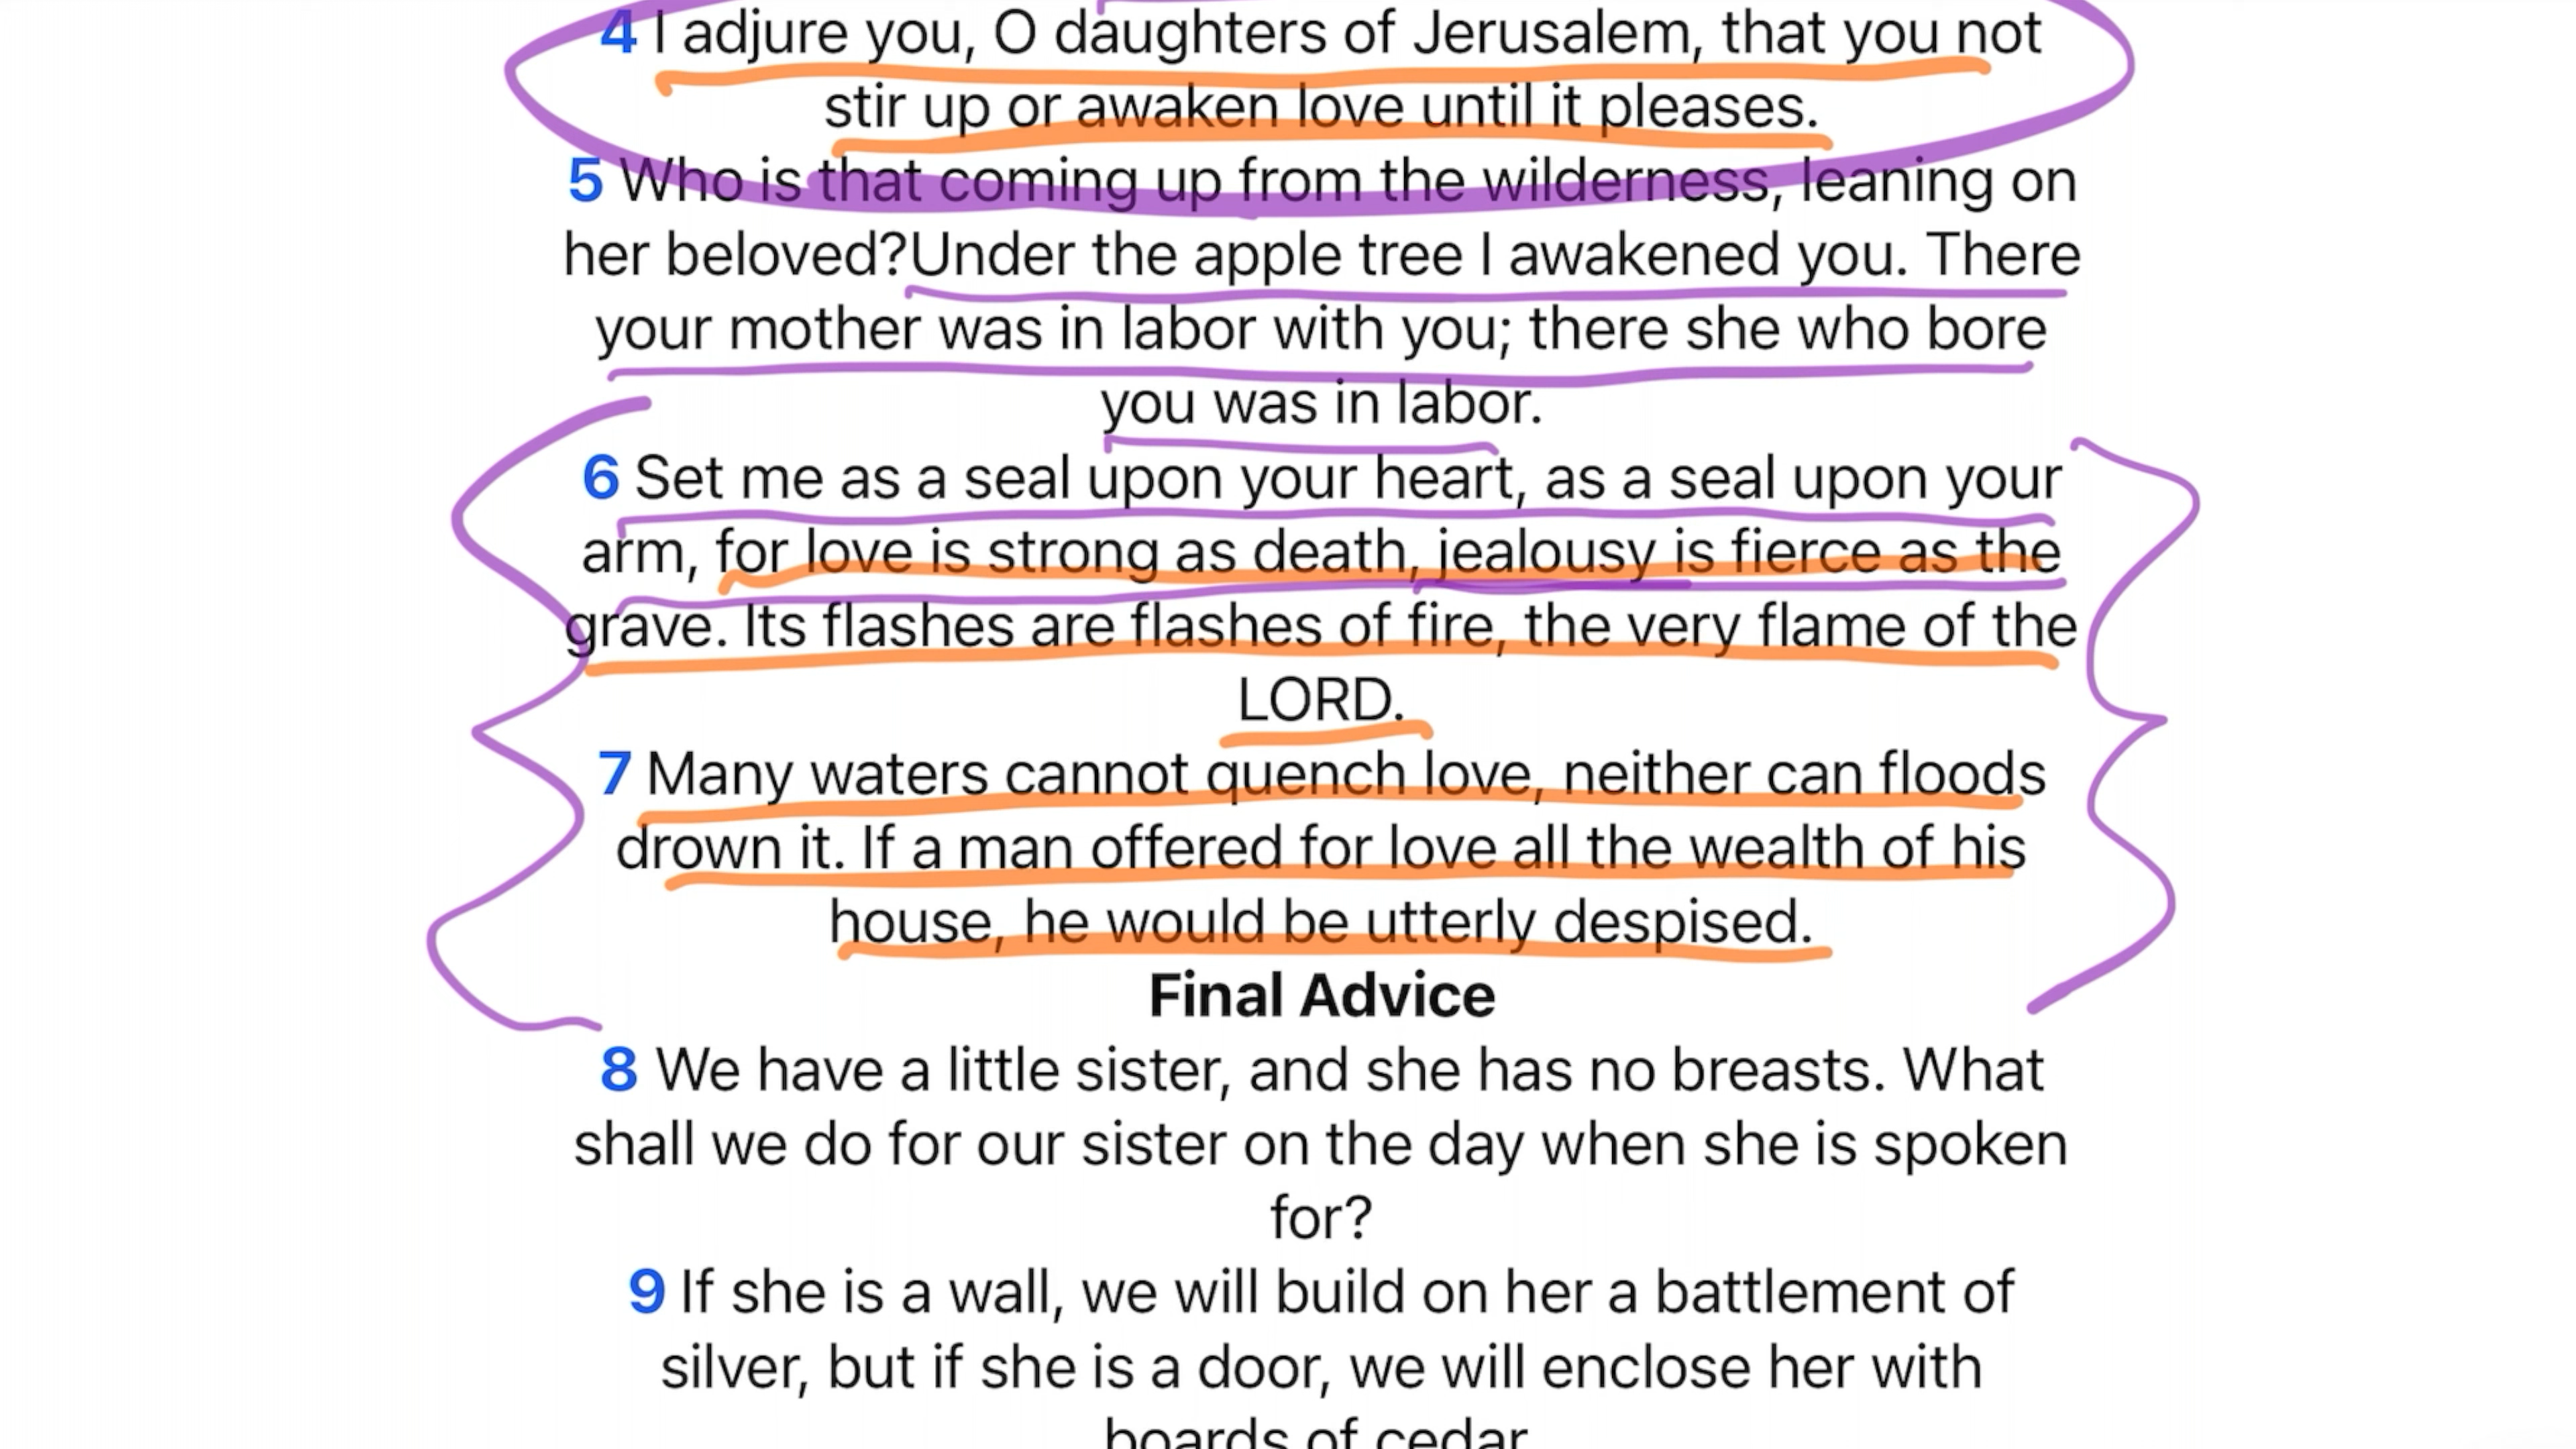 4 I adjure you, O daughters of Jerusalem, that you not
stir up or awaken love until it pleases.
5 Who is that coming up from the wilderness, leaning on
her beloved?Under the apple tree I awakened you. There
your mother was in labor with you; there she who bore
you was in labor.
6 Set me as a seal upon your heart, as a seal upon your
arm, for love is strong as death, jealousy is fierce as the
grave. Its flashes are flashes of fire, the very flame of the
LORD.
7 Many waters cannot quench love, neither can floods
drown it. If a man offered for love all the wealth of his
house, he would be utterly despised.
Final Advice
8 We have a little sister, and she has no breasts. What
shall we do for our sister on the day when she is spoken
for?
9 If she is a wall, we will build on her a battlement of
silver, but if she is a door, we will enclose her with
boards of cedar